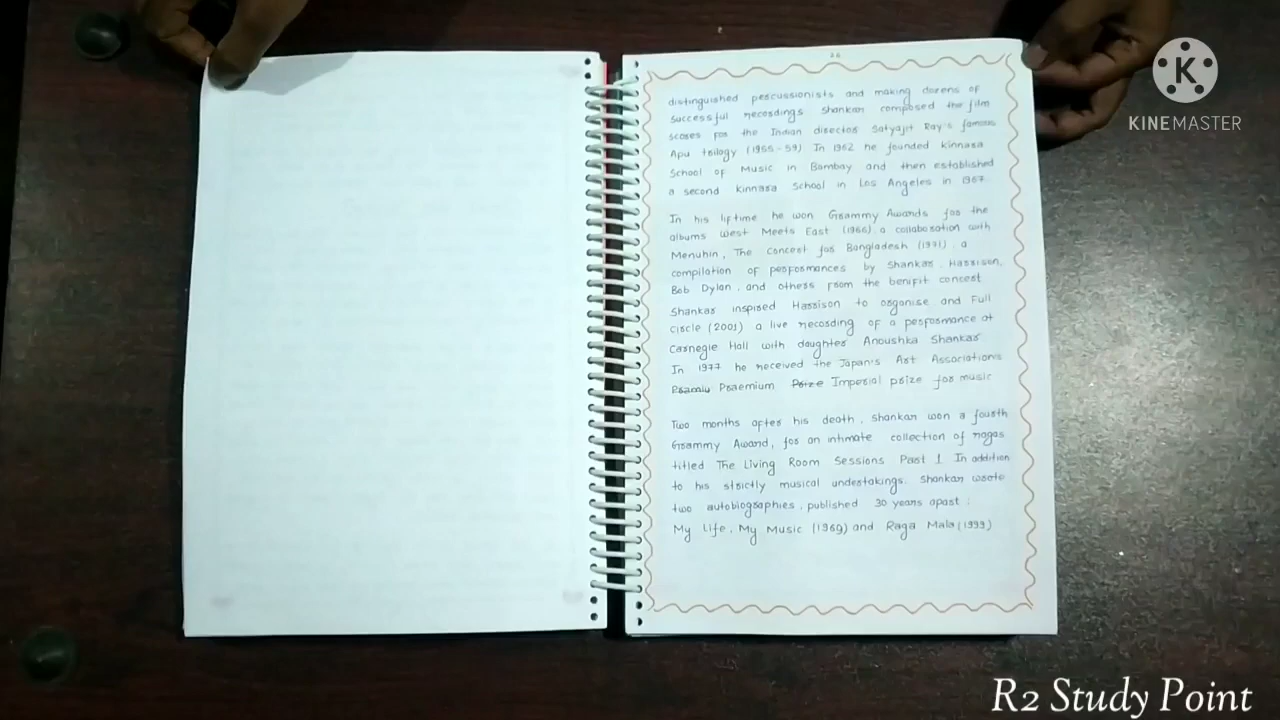 distinguished percussionists and making dozens of
successful recordings Shankar composed the film
scores for the Indian director Satyajit Ray's famous
Apu trilogy (1955-59) In 1962 he founded kinnara
School of Music in Bombay and then established
a second kinnara School in Los Angeles in 1967
In his liftime he won Grammy Awards for the
albums West Meets East (1966) a collaboration with
Menuhin, The Concert for Bangladesh (1971). a
compilation of performances by Shankar. Harrison,
Bob Dylan. and others from the benifit concert
Shankar inspired Harrison to organise and Full
Circle (2001) a live recording of a performance at
Carnegie Hall with daughter Anoushka Shankar
In 1977 he received the Japan's Art Association's
Praemium Prize Imperial prize for music
Two months after his death, Shankar won a fourth
Grammy Award, for an intimate collection of ragas
titled The Living Room Sessions Part 1 In addition
to his strictly musical undertakings. Shankar wrote
two autobiographies, published 30 years apart:
My Life, My Music (1969) and Raga Mala (1999)
K
KINEMASTER
R2 Study Point